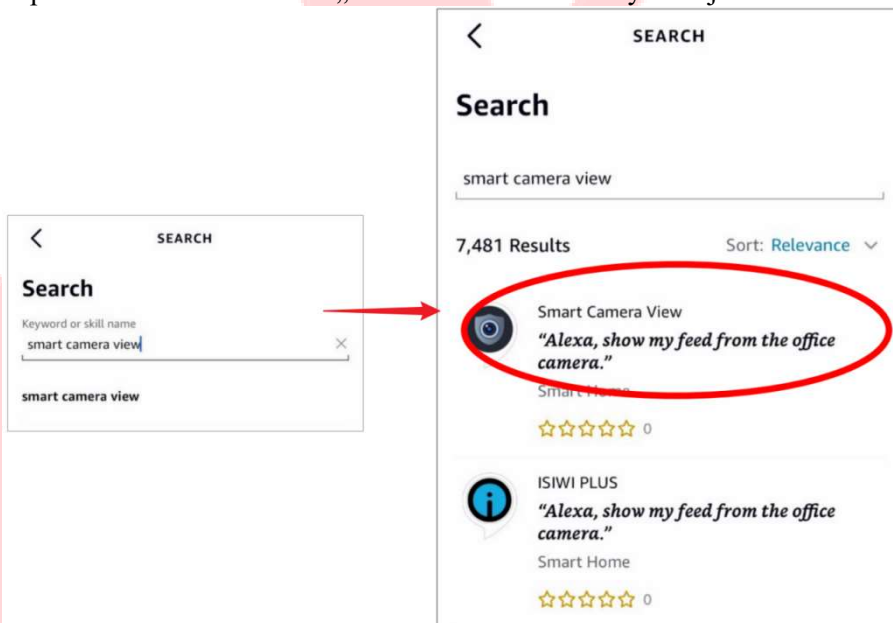 SEARCH
Search
Keyword or skill name
smart camera view
smart camera view
SEARCH
Search
smart camera view
7,481 Results
Sort: Relevance
Smart Camera View
“Alexa, show my feed from the office
camera.”
Smart Home
0
ISIWI PLUS
“Alexa, show my feed from the office
camera.”
Smart Home
0